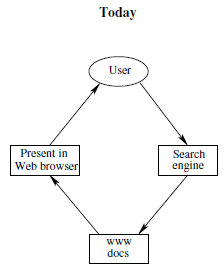 Today
User
Present in
Web browser
Search
engine
www
docs